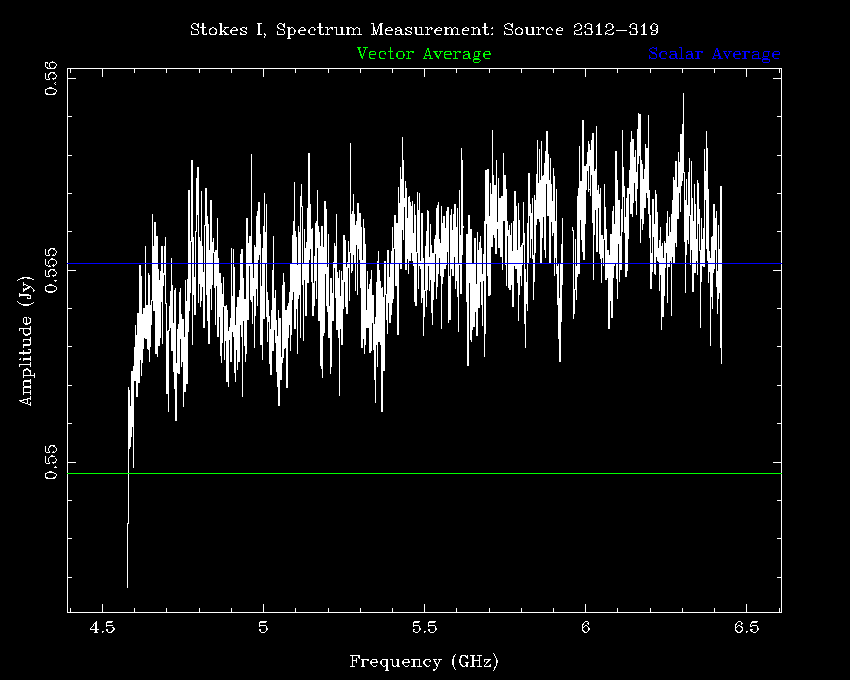 Stokes I, Spectrum Measurement: Source 2312-319
Vector Average
Scalar Average
0.56
0.555
0.55
Amplitude (Jy)
4.5 5 5.5 6 6.5
Frequency (GHz)